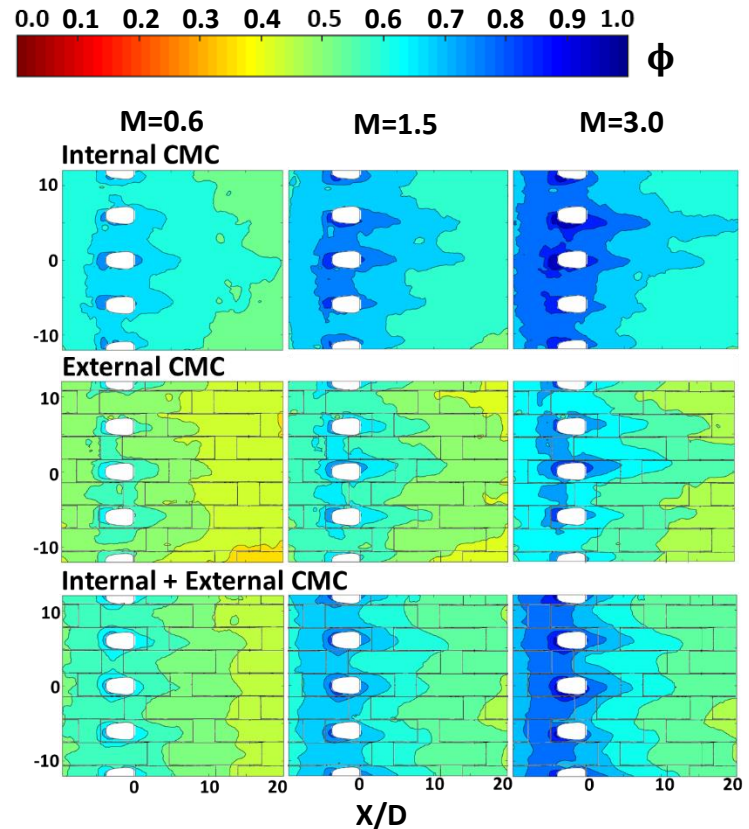 0.0 0.1 0.2 0.3 0.4 0.5 0.6 0.7 0.8 0.9 1.0
ϕ
M=0.6 M=1.5 M=3.0
Internal CMC
10
0
-10
External CMC
10
0
-10
Internal + External CMC
10
0
-10
0 10 20 0 10 20 0 10 20
X/D